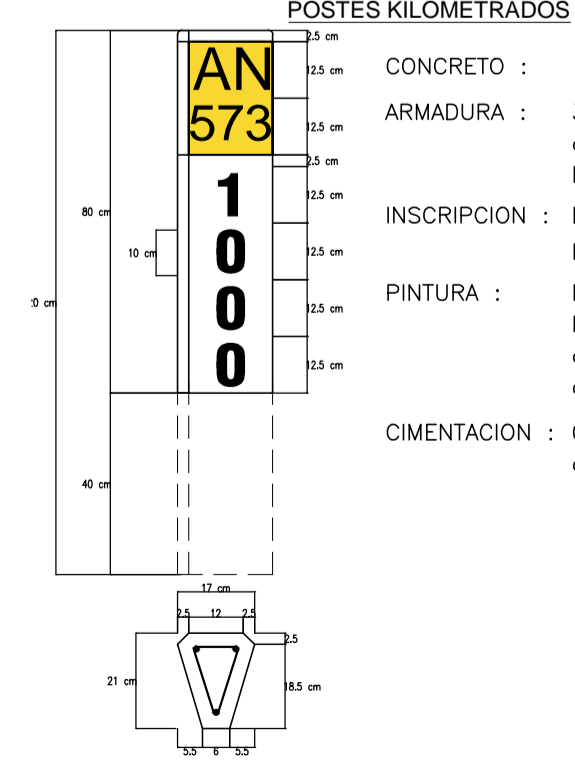 POSTES KILOMETRADOS
2.5 cm
AN
12.5 cm
CONCRETO :
573
12.5 cm
ARMADURA :
2.5 cm
1
12.5 cm
80 cm
INSCRIPCION :
10 cm
0
12.5 cm
PINTURA :
:0 cm
0
12.5 cm
0
12.5 cm
CIMENTACION :
40 cm
17 cm
2.5 12 2.5
2.5
21 cm
18.5 cm
5.5 6 5.5